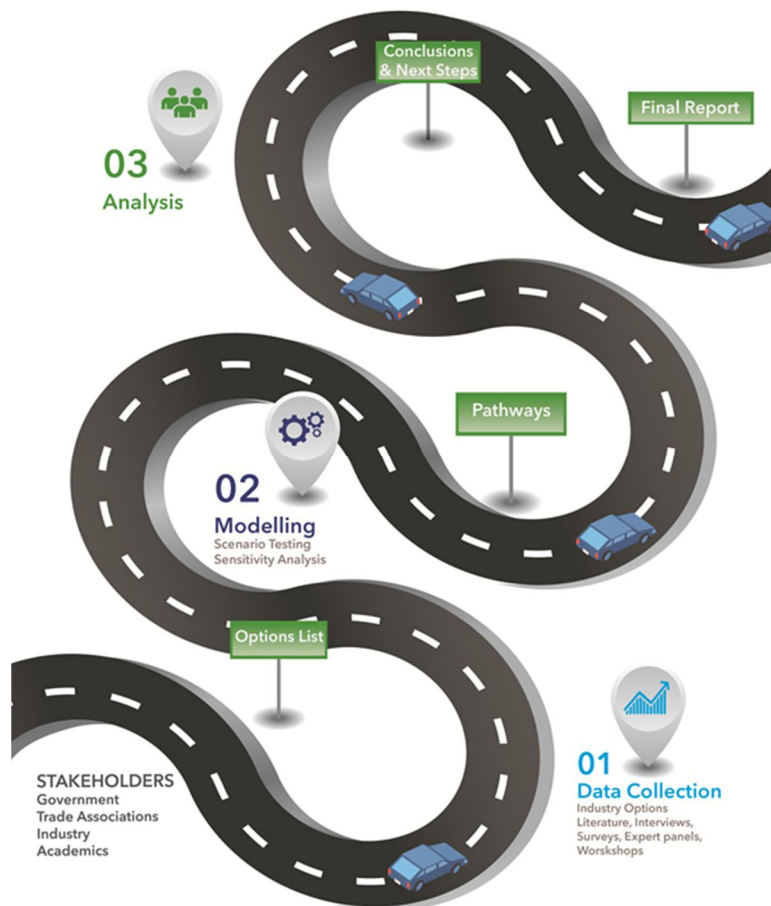 Conclusions
& Next Steps
Final Report
03
Analysis
Pathways
02
Modelling
Scenario Testing
Sensitivity Analysis
Options List
STAKEHOLDERS
Government
Trade Associations
Industry
Academics
01
Data Collection
Industry Options
Literature, Interviews,
Surveys, Expert panels,
Worskshops